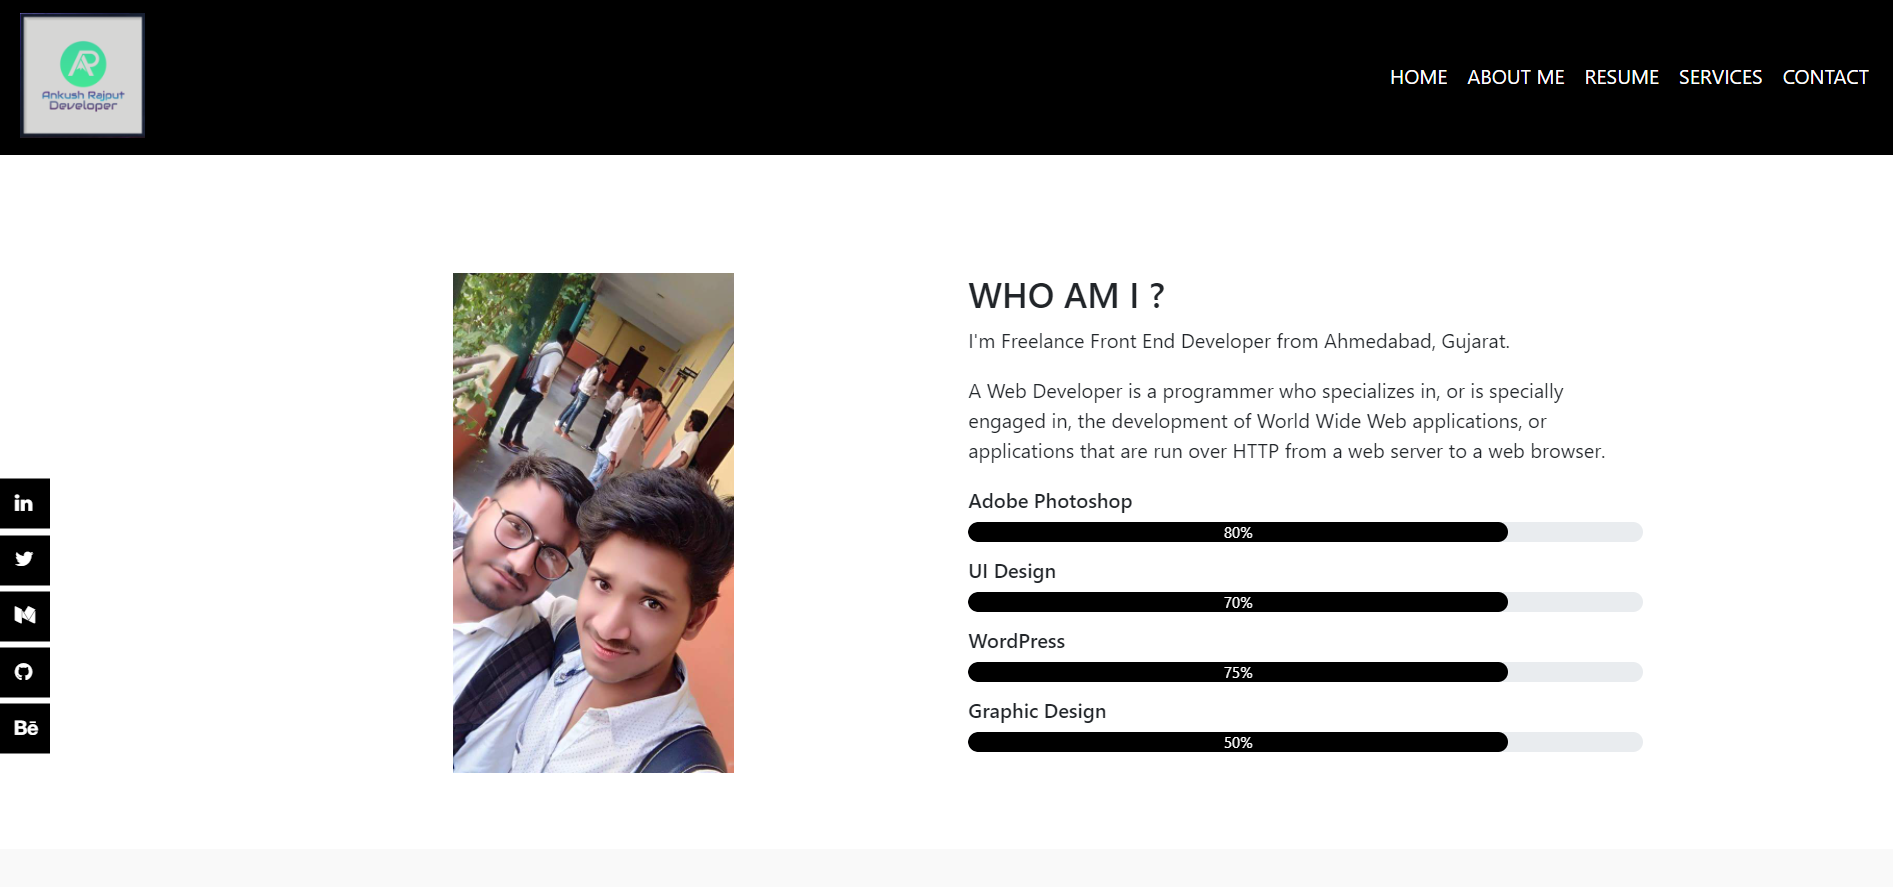 AP
Ankush Rajput
Developer
HOME ABOUT ME RESUME SERVICES CONTACT
WHO AM I ?
I'm Freelance Front End Developer from Ahmedabad, Gujarat.
A Web Developer is a programmer who specializes in, or is specially
engaged in, the development of World Wide Web applications, or
applications that are run over HTTP from a web server to a web browser.
Adobe Photoshop
80%
UI Design
70%
WordPress
75%
Graphic Design
50%
in
Bē